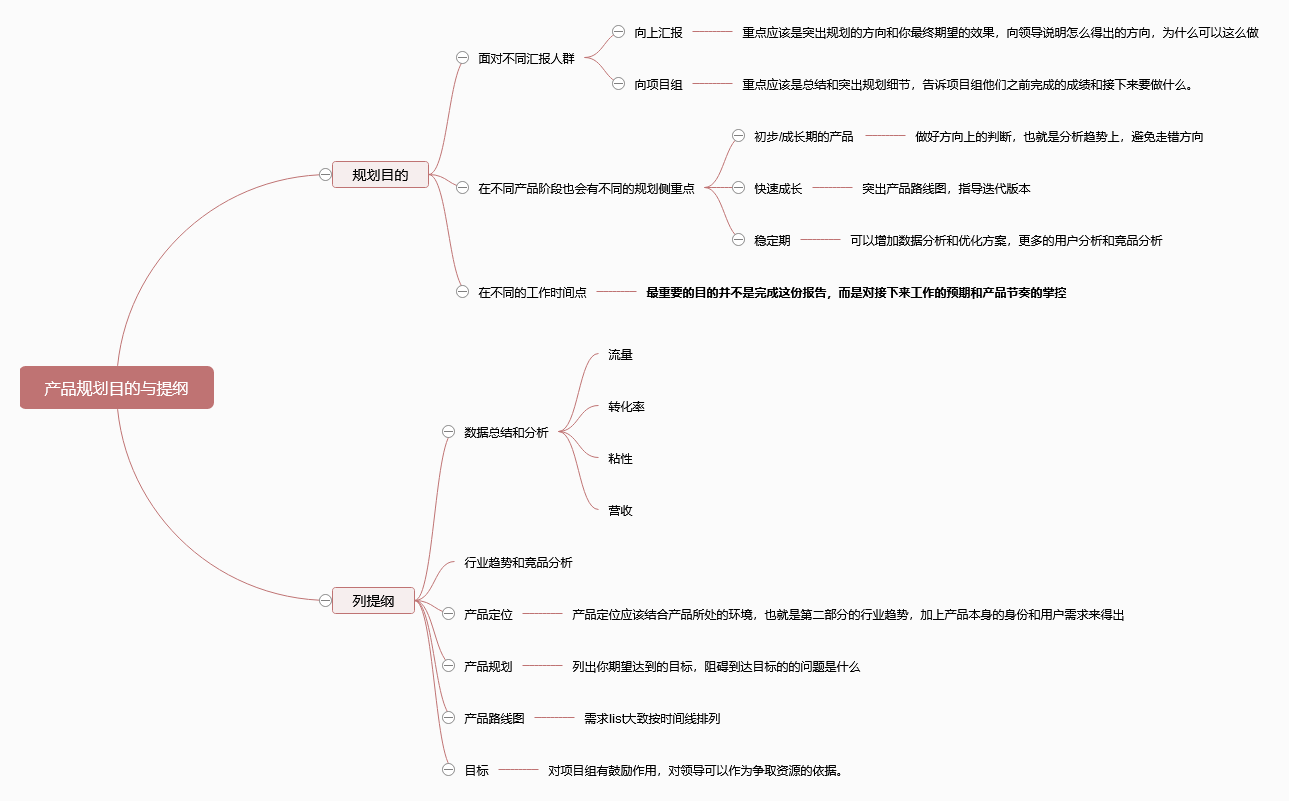 产品规划目的与提纲
规划目的
面对不同汇报人群
向上汇报
重点应该是突出规划的方向和你最终期望的效果，向领导说明怎么得出的方向，为什么可以这么做
向项目组
重点应该是总结和突出规划细节，告诉项目组他们之前完成的成绩和接下来要做什么。
在不同产品阶段也会有不同的规划侧重点
初步/成长期的产品
做好方向上的判断，也就是分析趋势上，避免走错方向
快速成长
突出产品路线图，指导迭代版本
稳定期
可以增加数据分析和优化方案，更多的用户分析和竞品分析
在不同的工作时间点
最重要的目的并不是完成这份报告，而是对接下来工作的预期和产品节奏的掌控
列提纲
数据总结和分析
流量
转化率
粘性
营收
行业趋势和竞品分析
产品定位
产品定位应该结合产品所处的环境，也就是第二部分的行业趋势，加上产品本身的身份和用户需求来得出
产品规划
列出你期望达到的目标，阻碍到达目标的的问题是什么
产品路线图
需求list大致按时间线排列
目标
对项目组有鼓励作用，对领导可以作为争取资源的依据。